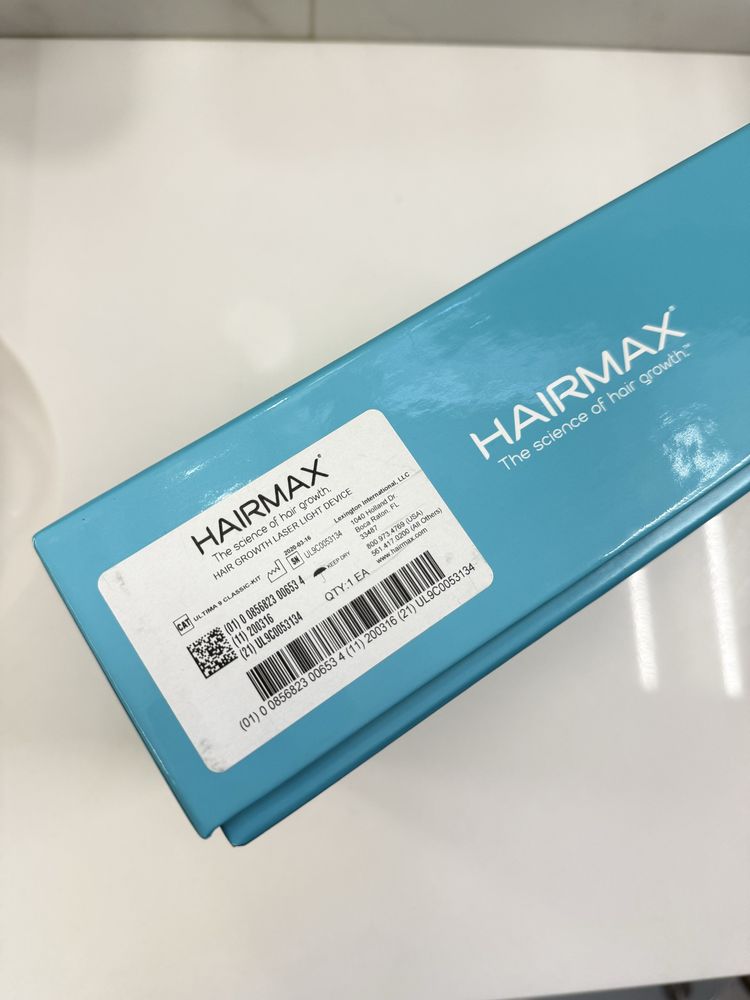 HAIRMAX®
The science of hair growth.™
HAIRMAX®
The science of hair growth.
HAIR GROWTH LASER LIGHT DEVICE
CAT ULTIMA 9 CLASSIC-KIT
2020-03-16
SN UL9C0053134
KEEP DRY
Lexington International, LLC
1040 Holland Dr.
Boca Raton, FL
33487
800.973.4769 (USA)
561.417.0200 (All Others)
www.hairmax.com
(01) 0 0856823 00653 4
(11) 200316
(21) UL9C0053134
QTY:1 EA
(01) 0 0856823 00653 4 (11) 200316 (21) UL9C0053134